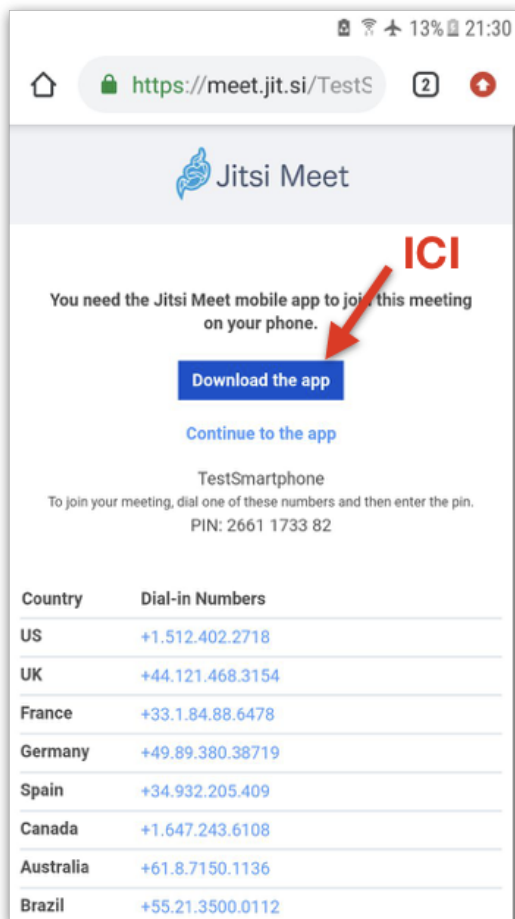 13% 21:30
https://meet.jit.si/TestS 2
Jitsi Meet
ICI
You need the Jitsi Meet mobile app to join this meeting
on your phone.
Download the app
Continue to the app
TestSmartphone
To join your meeting, dial one of these numbers and then enter the pin.
PIN: 2661 1733 82
Country Dial-in Numbers
US +1.512.402.2718
UK +44.121.468.3154
France +33.1.84.88.6478
Germany +49.89.380.38719
Spain +34.932.205.409
Canada +1.647.243.6108
Australia +61.8.7150.1136
Brazil +55.21.3500.0112